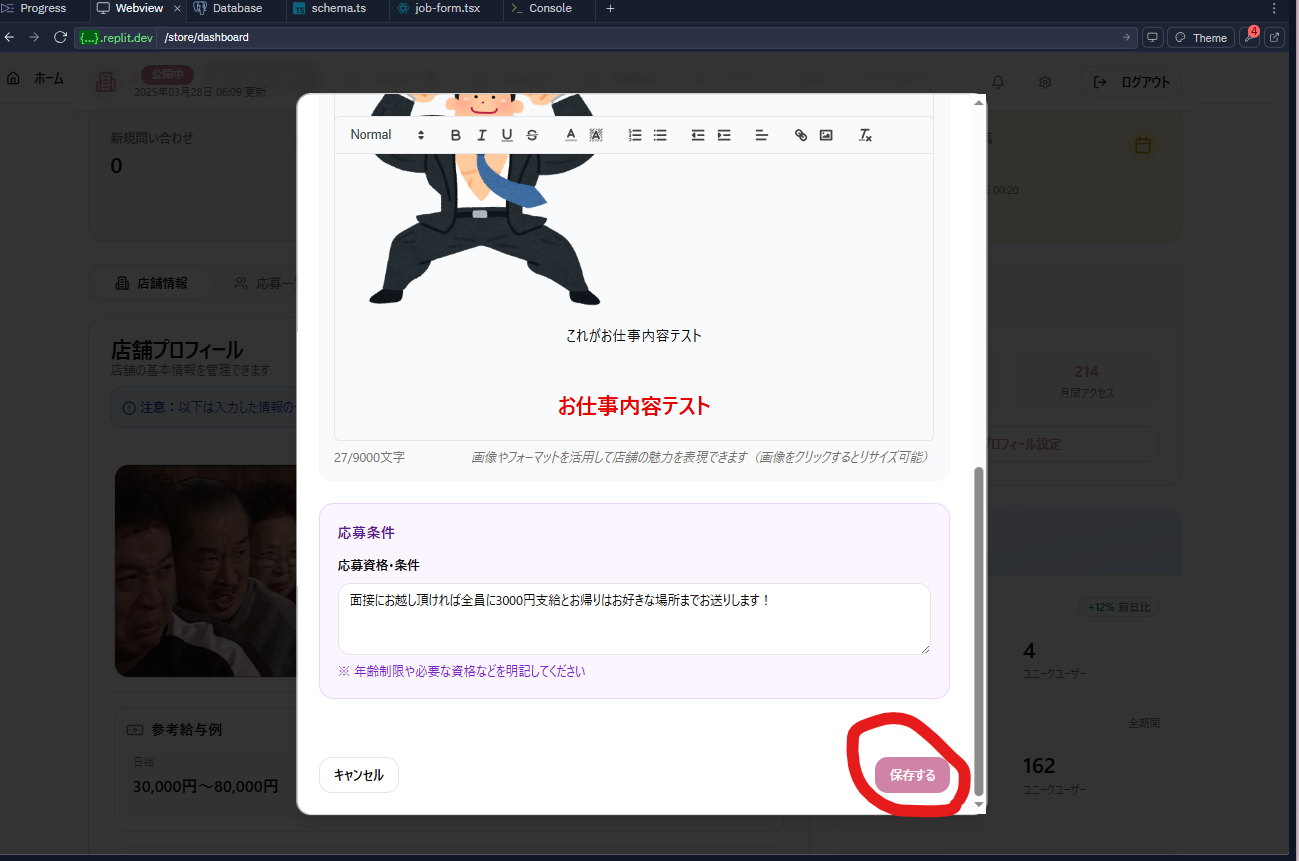 Progress
Webview
Database
schema.ts
job-form.tsx
Console
{...}.replit.dev /store/dashboard
Theme
4
ホーム
公開中
2025年03月28日 06:09 更新
ログアウト
新規問い合わせ
0
00:20
Normal
これがお仕事内容テスト
お仕事内容テスト
27/9000文字
画像やフォーマットを活用して店舗の魅力を表現できます（画像をクリックするとリサイズ可能）
店舗情報
応募一
店舗プロフィール
店舗の基本情報を管理できます
注意：以下は入力した情報の
214
月間アクセス
プロフィール設定
応募条件
応募資格・条件
面接にお越し頂ければ全員に3000円支給とお帰りはお好きな場所までお送りします！
※ 年齢制限や必要な資格などを明記してください
+12% 前日比
4
ユニークユーザー
全期間
162
ユニークユーザー
参考給与例
日給
30,000円～80,000円
キャンセル
保存する